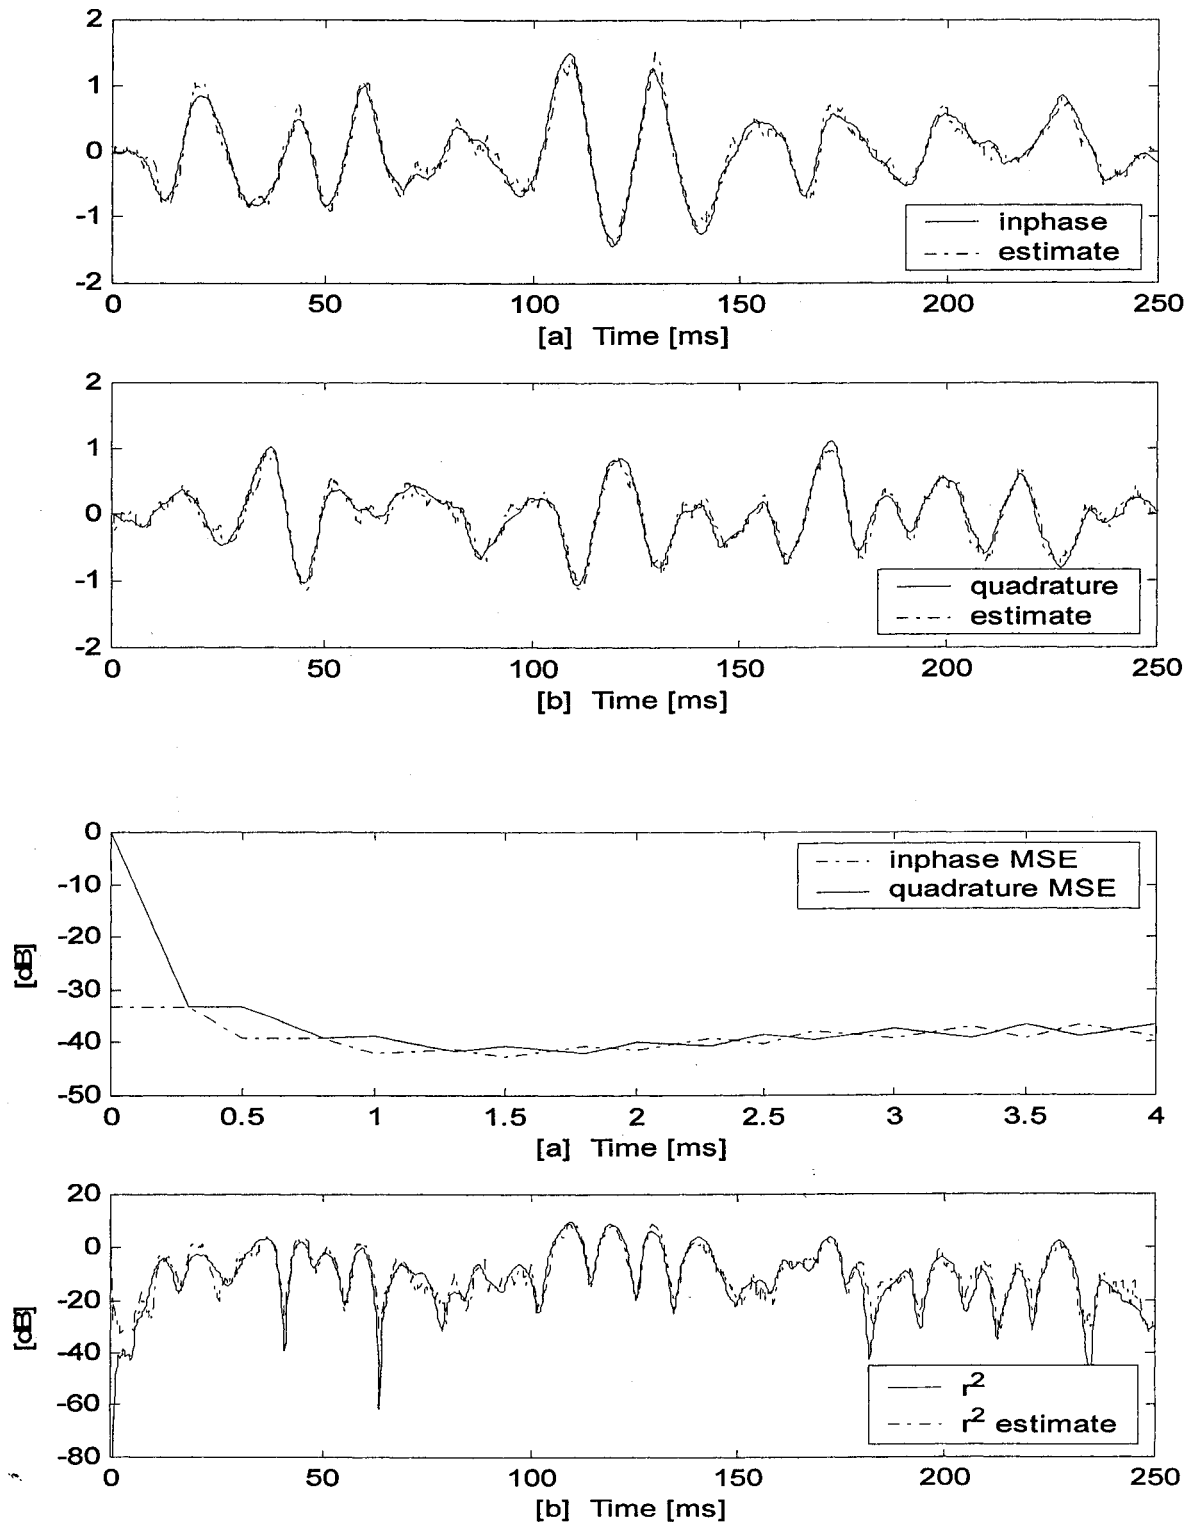 2
1
0
-1
-2
inphase
estimate
0 50 100 150 200 250
[a] Time [ms]
2
1
0
-1
-2
quadrature
estimate
0 50 100 150 200 250
[b] Time [ms]
[dB]
0
-10
-20
-30
-40
-50
inphase MSE
quadrature MSE
0 0.5 1 1.5 2 2.5 3 3.5 4
[a] Time [ms]
[dB]
20
0
-20
-40
-60
-80
r²
r² estimate
0 50 100 150 200 250
[b] Time [ms]